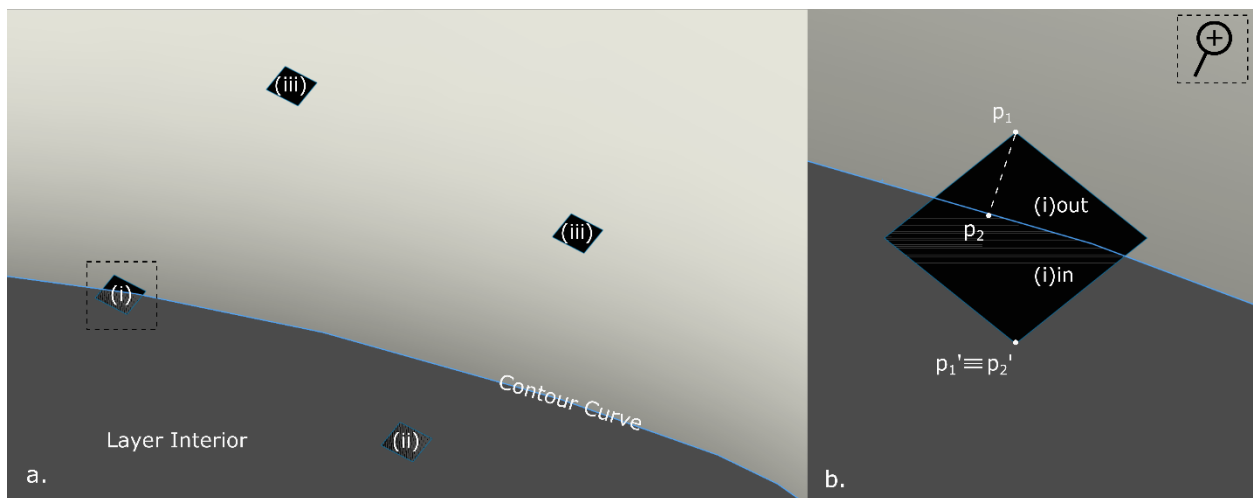 (iii)
(iii)
(i)
Contour Curve
Layer Interior
(ii)
a.
p₁
(i)out
p₂
(i)in
p₁'≡p₂'
b.